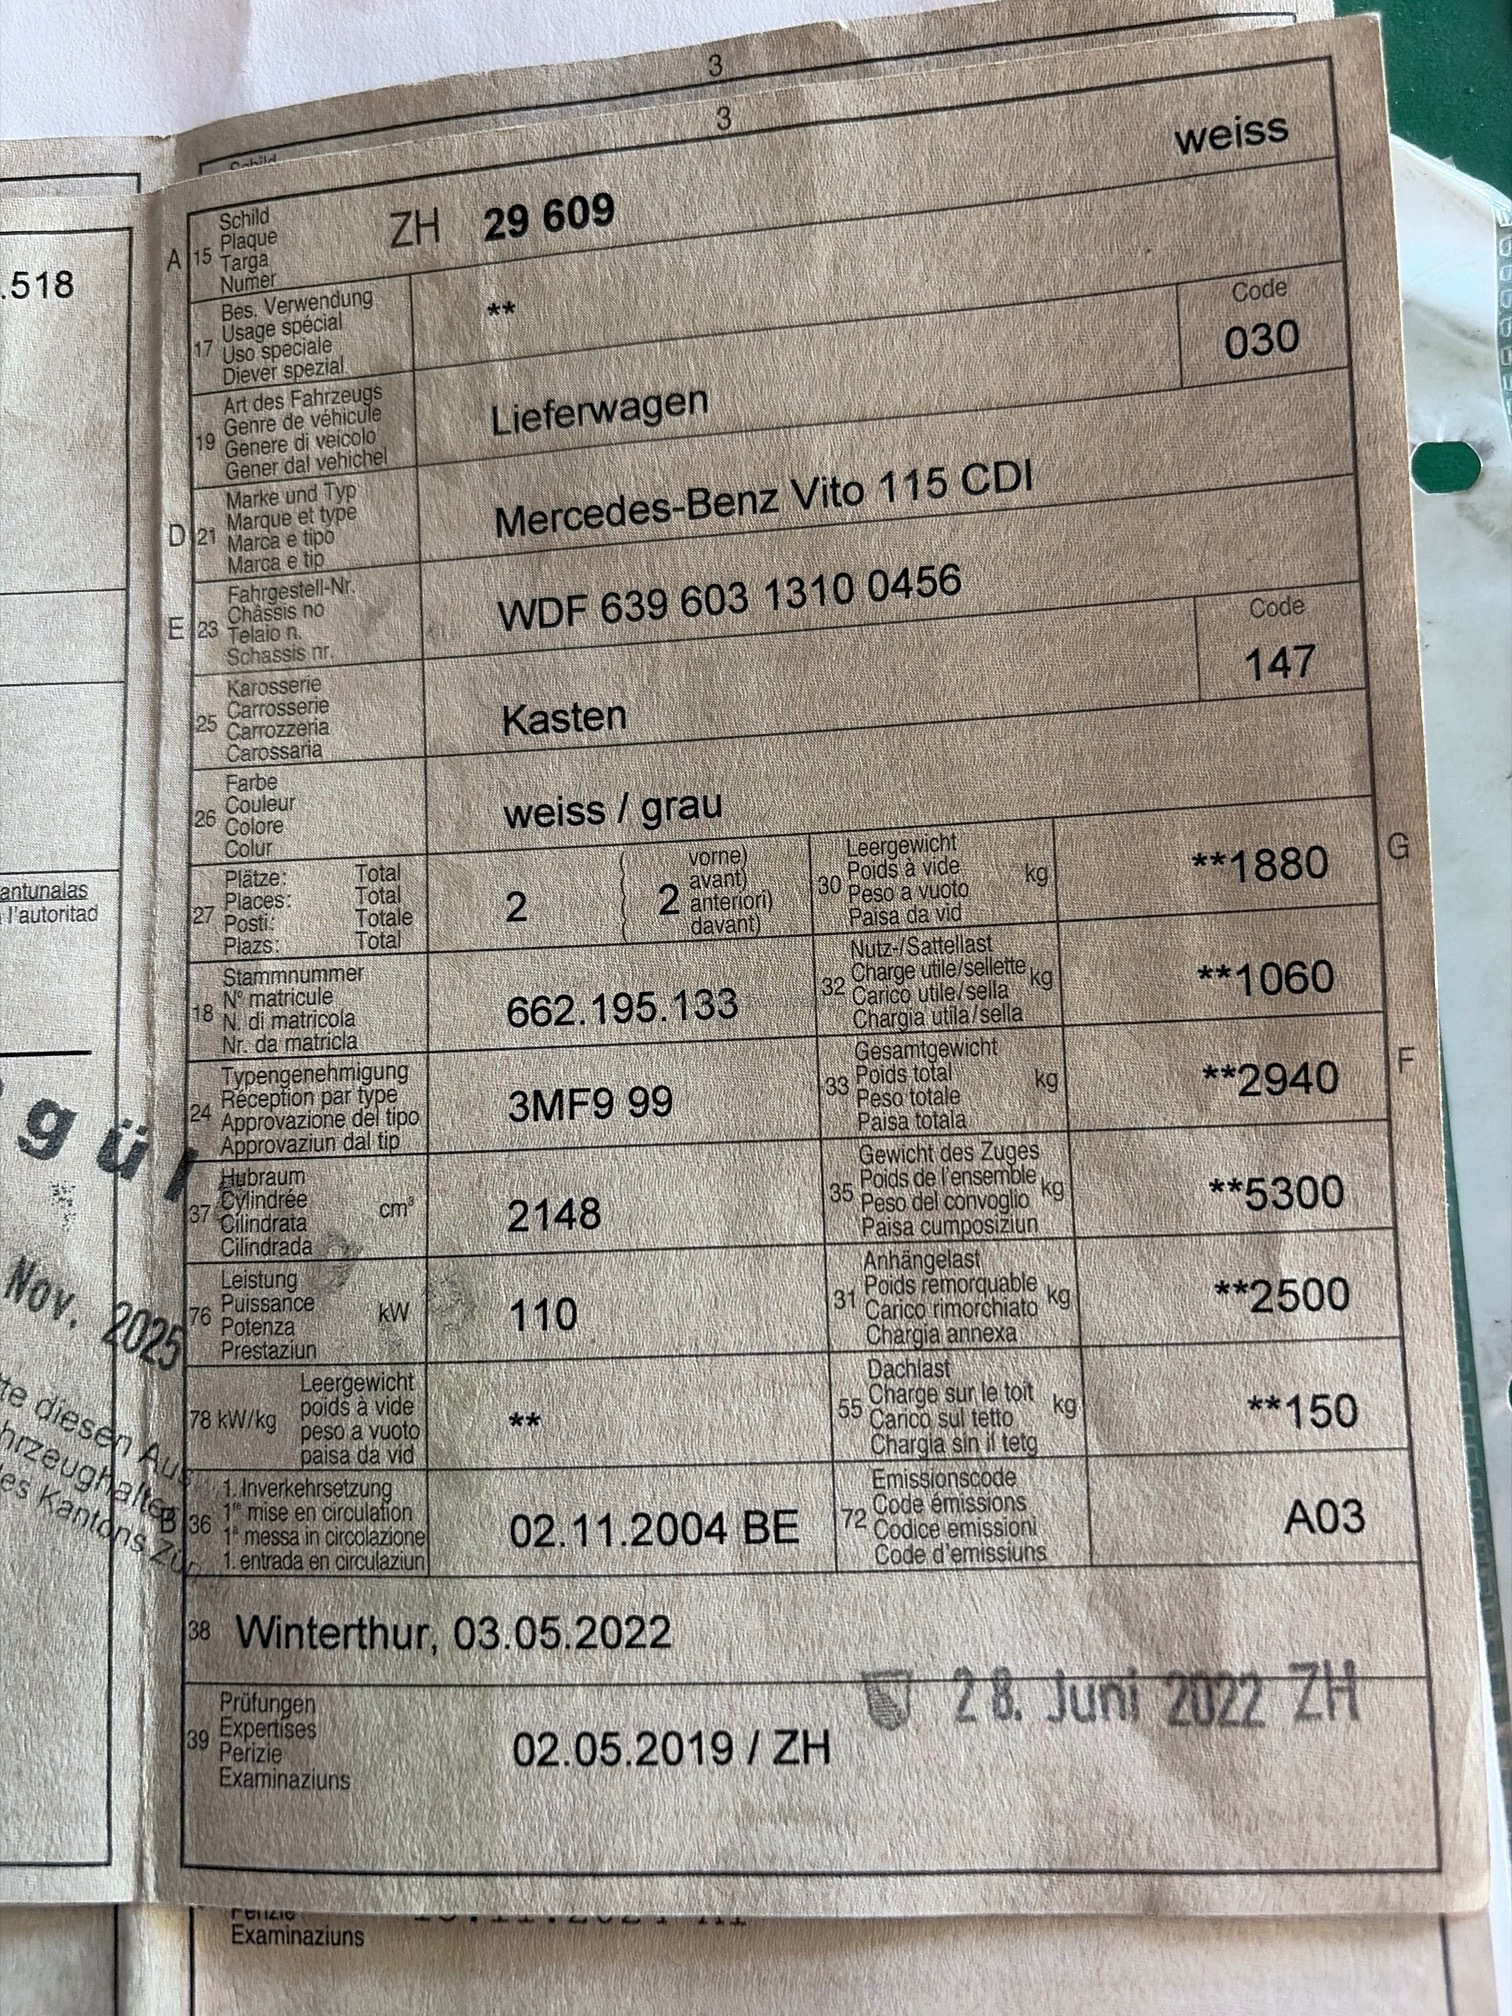 3
3
Schild
.518
weiss
A 15 Schild
Plaque
Targa
Numer
ZH 29 609
17 Bes. Verwendung
Usage spécial
Uso speciale
Diever spezial
**
19 Art des Fahrzeugs
Genre de véhicule
Genere di veicolo
Gener dal vehichel
Lieferwagen
Code
030
D 21 Marke und Typ
Marque et type
Marca e tipo
Marca e tip
Mercedes-Benz Vito 115 CDI
E 23 Fahrgestell-Nr.
Châssis no
Telaio n.
Schassis nr.
WDF 639 603 1310 0456
25 Karosserie
Carrosserie
Carrozzeria
Carossaria
Kasten
Code
147
26 Farbe
Couleur
Colore
Colur
weiss / grau
27 Plätze: Total
Places: Total
Posti: Totale
Plazs: Total
2
2 vorne)
avant)
anteriori)
davant)
30 Leergewicht
Poids à vide kg
Peso a vuoto
Paisa da vid
**1880
G
antunalas
l'autoritad
18 Stammnummer
N° matricule
N. di matricola
Nr. da matricla
662.195.133
32 Nutz-/Sattellast
Charge utile/sellette kg
Carico utile/sella
Chargia utila/sella
**1060
24 Typengenehmigung
Réception par type
Approvazione del tipo
Approvaziun dal tip
3MF9 99
33 Gesamtgewicht
Poids total kg
Peso totale
Paisa totala
**2940
F
gül
37 Hubraum
Cylindrée cm³
Cilindrata
Cilindrada
2148
35 Gewicht des Zuges
Poids de l'ensemble kg
Peso del convoglio
Paisa cumposiziun
**5300
Nov. 2025
76 Leistung
Puissance kW
Potenza
Prestaziun
110
31 Anhängelast
Poids remorquable kg
Carico rimorchiato
Chargia annexa
**2500
te diesen Aus
hrzeughalter
es Kantons Zür
78 kW/kg Leergewicht
poids à vide
peso a vuoto
paisa da vid
**
55 Dachlast
Charge sur le toit kg
Carico sul tetto
Chargia sin il tetg
**150
B 36 1. Inverkehrsetzung
1re mise en circulation
1a messa in circolazione
1. entrada en circulaziun
02.11.2004 BE
72 Emissionscode
Code émissions
Codice emissioni
Code d'emissiuns
A03
38 Winterthur, 03.05.2022
28. Juni 2022 ZH
39 Prüfungen
Expertises
Perizie
Examinaziuns
02.05.2019 / ZH
Perizie
Examinaziuns